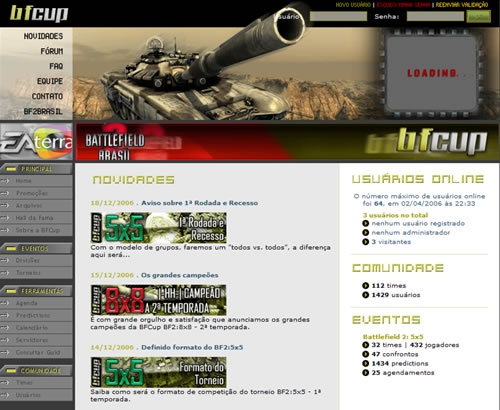 bfcup
NOVO USUÁRIO | ESQUECI MINHA SENHA | REENVIAR VALIDAÇÃO
Usuário:
Senha:
NOVIDADES
FÓRUM
FAQ
EQUIPE
CONTATO
BF2BRASIL
LOADING..
EA terra
BATTLEFIELD
BRASIL
bfcup
PRINCIPAL
Home
Promoções
Arquivos
Hall da fama
Sobre a BFCup
EVENTOS
Divisões
Torneios
FERRAMENTAS
Agenda
Predictions
Calendário
Servidores
Consultar Guid
COMUNIDADE
Times
Usuários
NOVIDADES
18/12/2006 . Aviso sobre 1ª Rodada e Recesso
bfcup
5x5
1ª Rodada e
Recesso
Com o modelo de grupos, faremos um "todos vs. todos", a diferença
aqui será...
15/12/2006 . Os grandes campeões
bfcup
8x8
.:HH:. CAMPEÃO
A 2ª TEMPORADA
É com grande orgulho e satisfação que anunciamos os grandes
campeões da BFCup BF2:8x8 - 2ª temporada.
14/12/2006 . Definido formato do BF2:5x5
bfcup
5x5
Formato do
Torneio
Saiba como será o formato de competição do torneio BF2:5x5 - 1ª
temporada.
USUÁRIOS ONLINE
O número máximo de usuários online
foi 64, em 02/04/2006 às 22:33
3 usuários no total
nenhum usuário registrado
nenhum administrador
3 visitantes
COMUNIDADE
112 times
1429 usuários
EVENTOS
Battlefield 2: 5x5
32 times | 432 jogadores
47 confrontos
1434 predictions
25 agendamentos